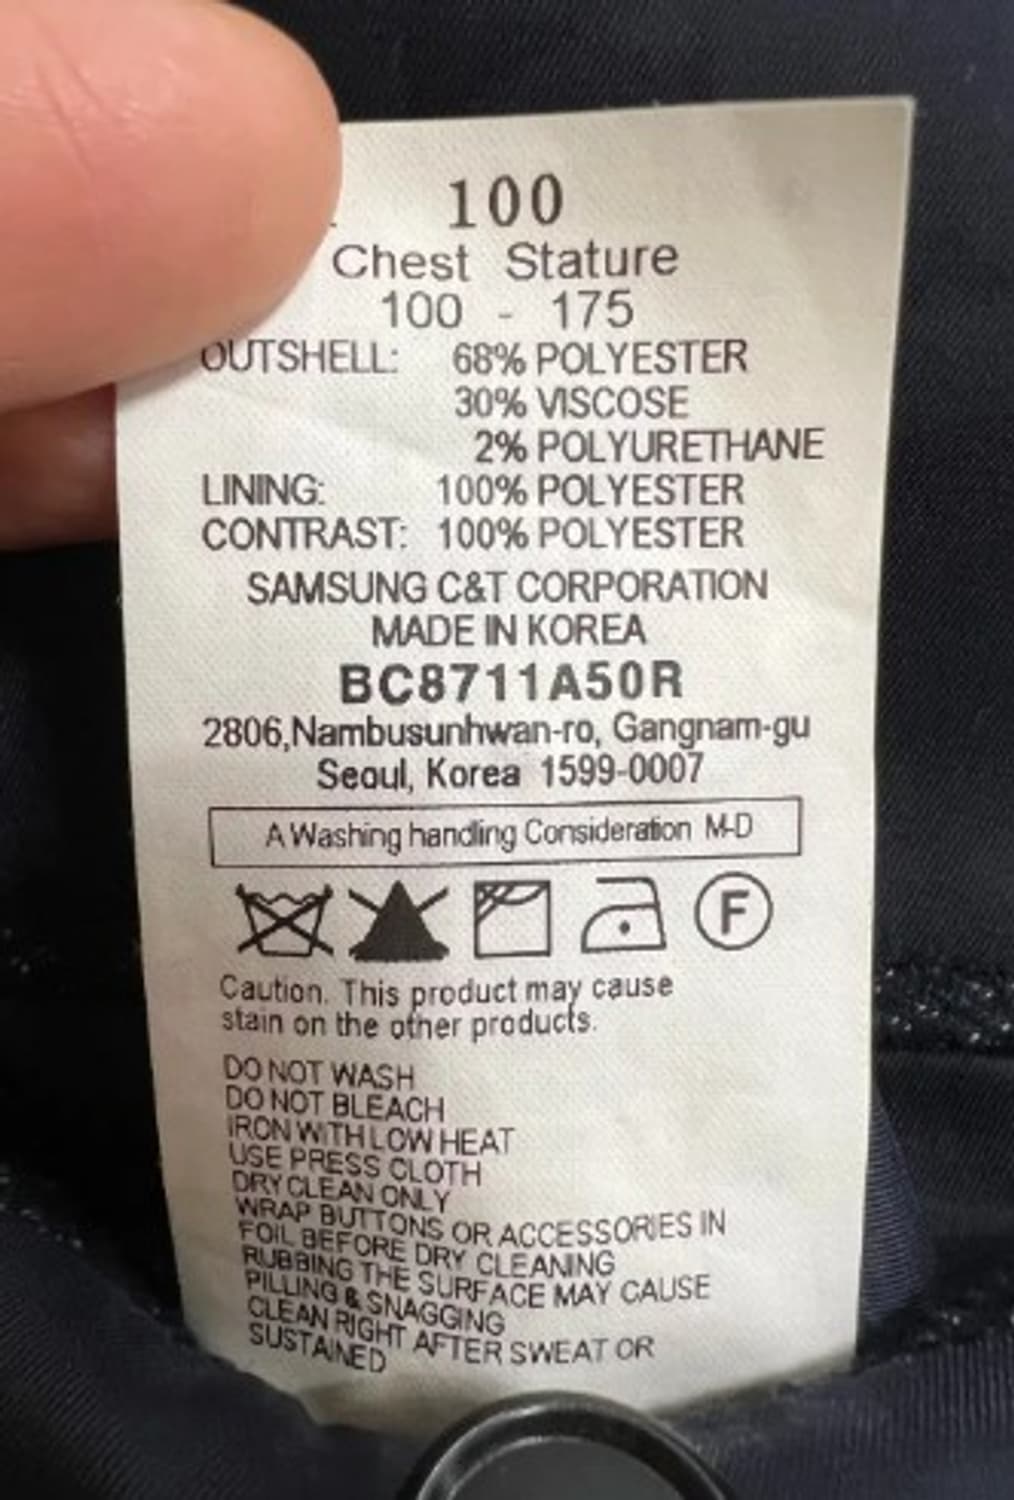 100
Chest Stature
100 - 175
OUTSHELL: 68% POLYESTER
30% VISCOSE
2% POLYURETHANE
LINING: 100% POLYESTER
CONTRAST: 100% POLYESTER
SAMSUNG C&T CORPORATION
MADE IN KOREA
BC8711A50R
2806,Nambusunhwan-ro, Gangnam-gu
Seoul, Korea 1599-0007
A Washing handling Consideration M-D
F
Caution. This product may cause
stain on the other products.
DO NOT WASH
DO NOT BLEACH
IRON WITH LOW HEAT
USE PRESS CLOTH
DRY CLEAN ONLY
WRAP BUTTONS OR ACCESSORIES IN
FOIL BEFORE DRY CLEANING
RUBBING THE SURFACE MAY CAUSE
PILLING & SNAGGING
CLEAN RIGHT AFTER SWEAT OR
SUSTAINED